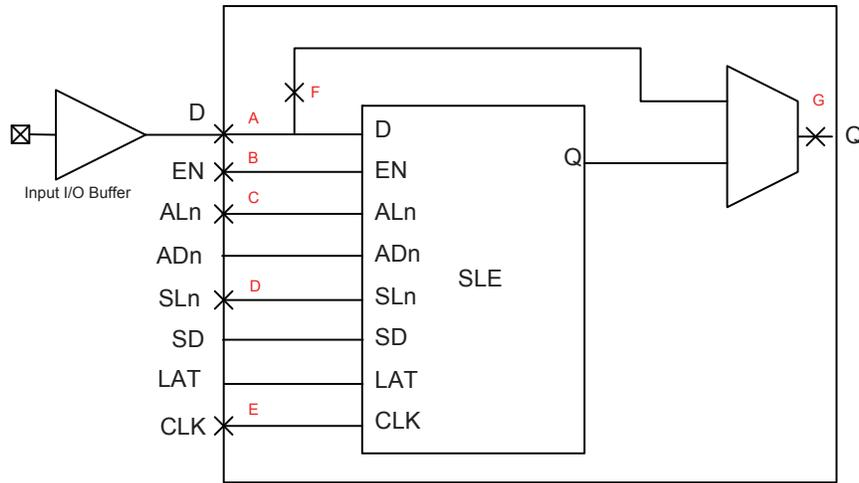 F
G
D
A
D
Q
Q
EN
B
EN
Input I/O Buffer
ALn
C
ALn
ADn
ADn
SLE
SLn
D
SLn
SD
SD
LAT
LAT
CLK
E
CLK